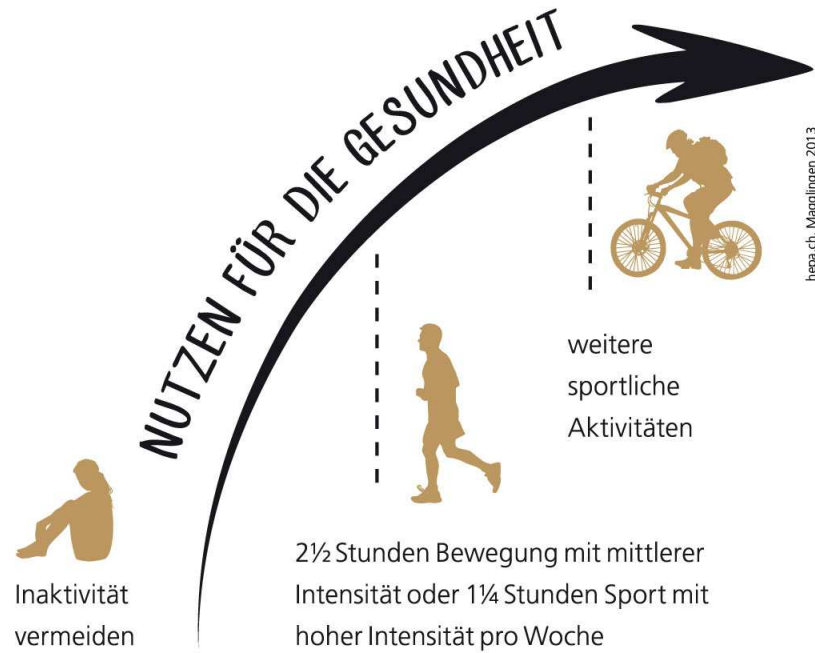 NUTZEN FÜR DIE GESUNDHEIT
hepa.ch, Magglingen 2013
weitere
sportliche
Aktivitäten
Inaktivität
vermeiden
2½ Stunden Bewegung mit mittlerer
Intensität oder 1¼ Stunden Sport mit
hoher Intensität pro Woche